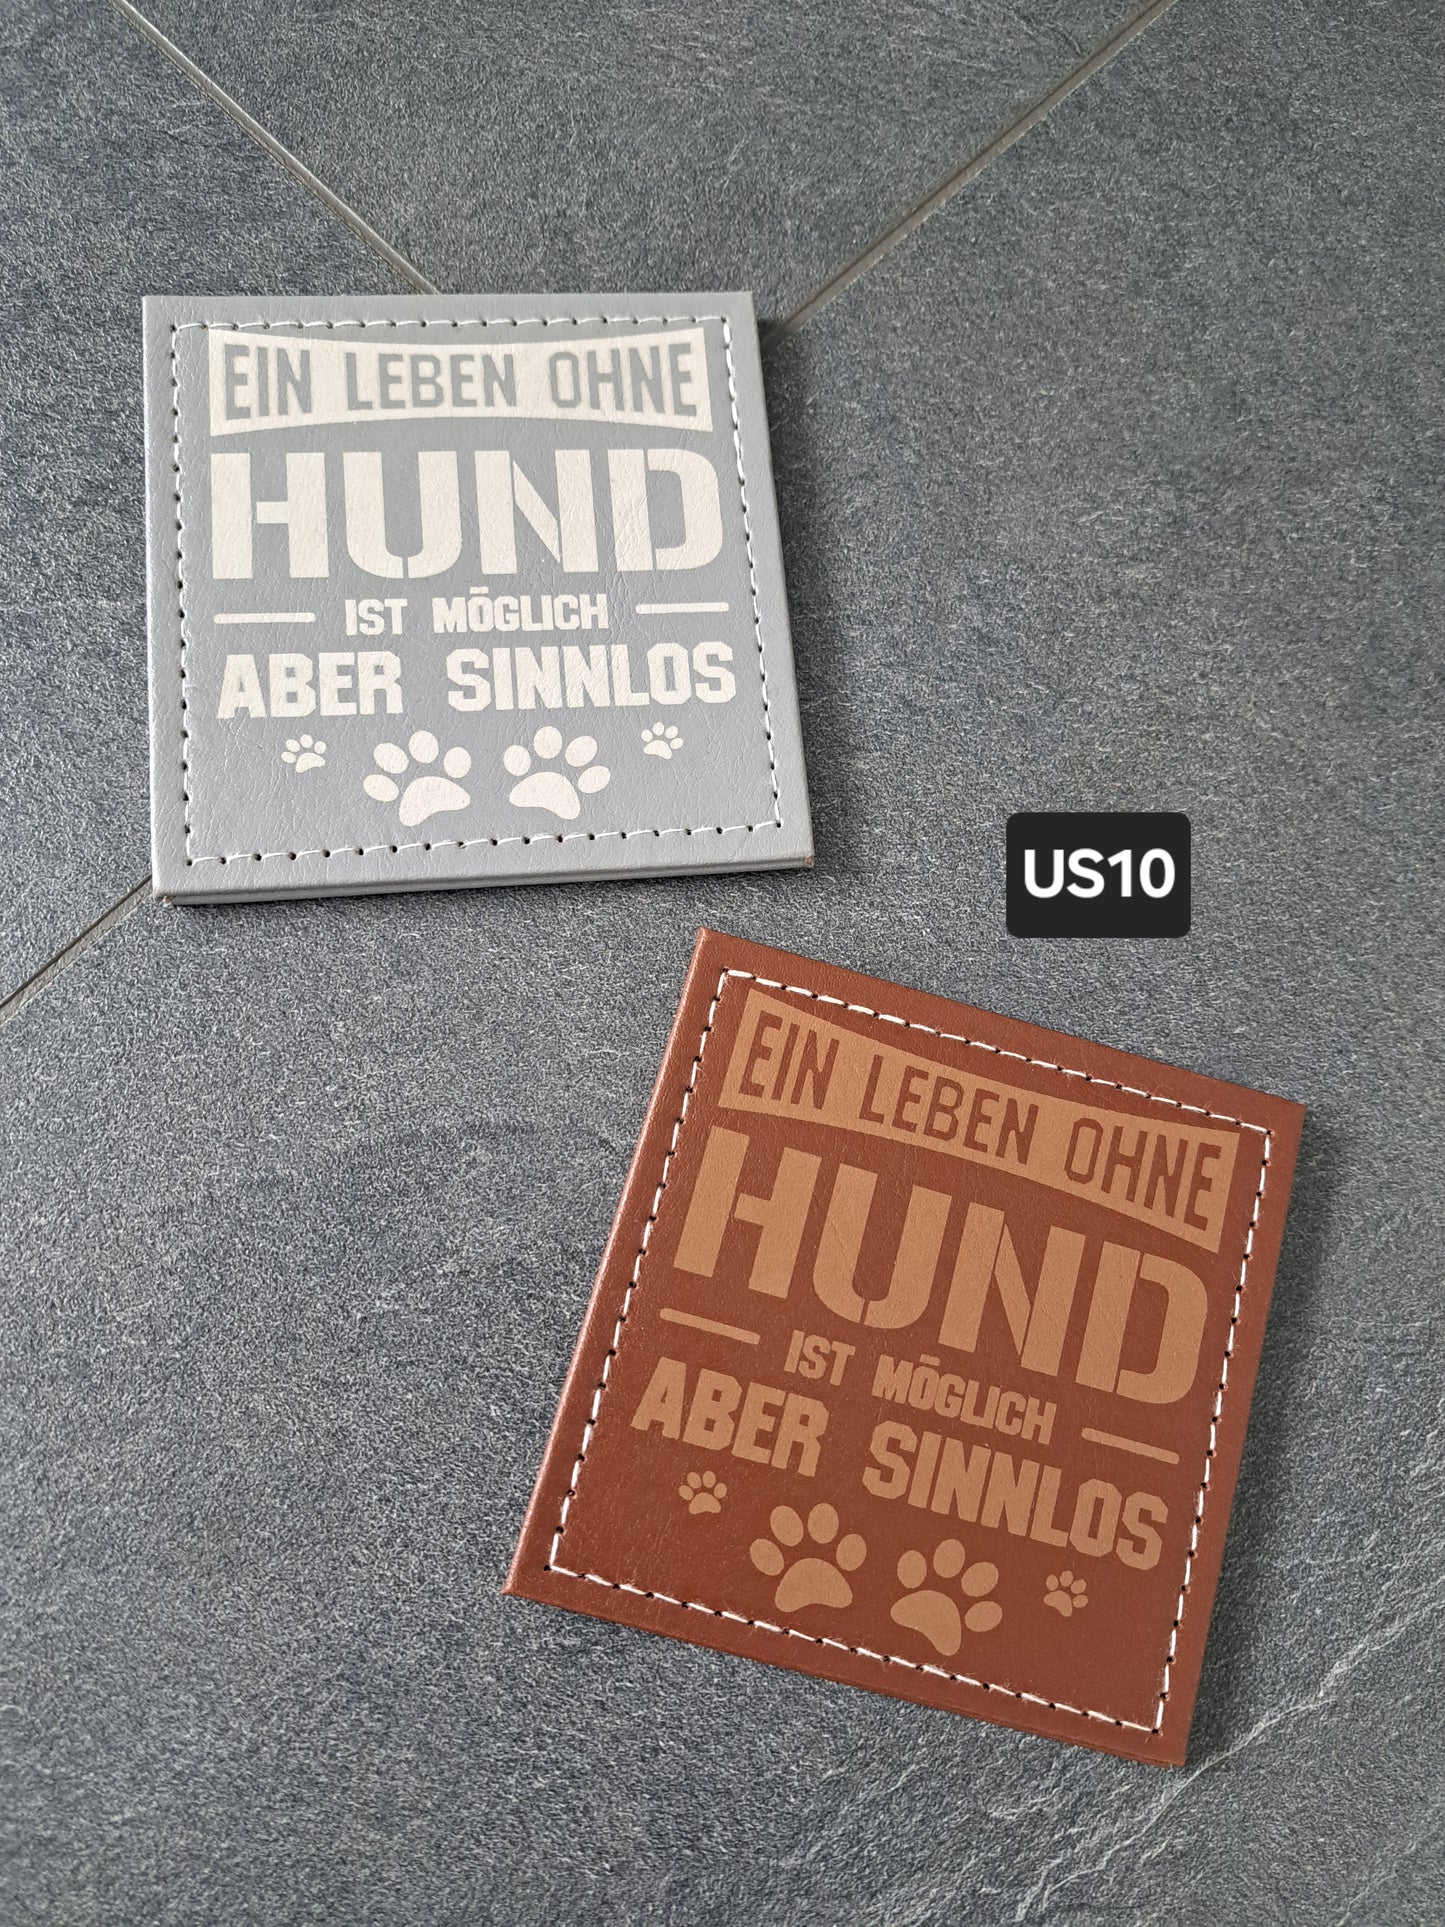 EIN LEBEN OHNE
HUND
IST MÖGLICH
ABER SINNLOS
US10
EIN LEBEN OHNE
HUND
IST MÖGLICH
ABER SINNLOS